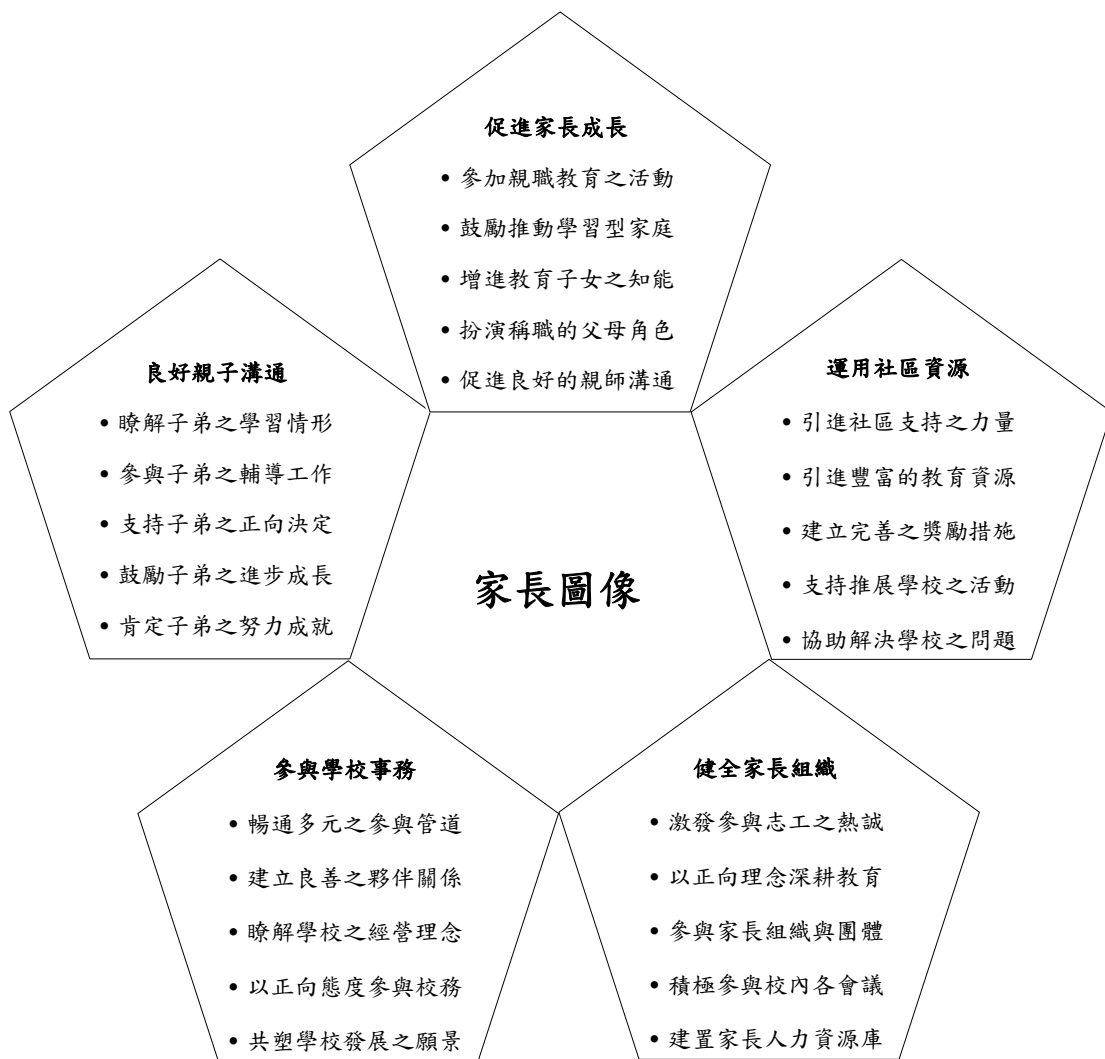 促進家長成長
• 參加親職教育之活動
• 鼓勵推動學習型家庭
• 增進教育子女之知能
• 扮演稱職的父母角色
• 促進良好的親師溝通
良好親子溝通
• 瞭解子弟之學習情形
• 參與子弟之輔導工作
• 支持子弟之正向決定
• 鼓勵子弟之進步成長
• 肯定子弟之努力成就
運用社區資源
• 引進社區支持之力量
• 引進豐富的教育資源
• 建立完善之獎勵措施
• 支持推展學校之活動
• 協助解決學校之問題
家長圖像
參與學校事務
• 暢通多元之參與管道
• 建立良善之夥伴關係
• 瞭解學校之經營理念
• 以正向態度參與校務
• 共塑學校發展之願景
健全家長組織
• 激發參與志工之熱誠
• 以正向理念深耕教育
• 參與家長組織與團體
• 積極參與校內各會議
• 建置家長人力資源庫